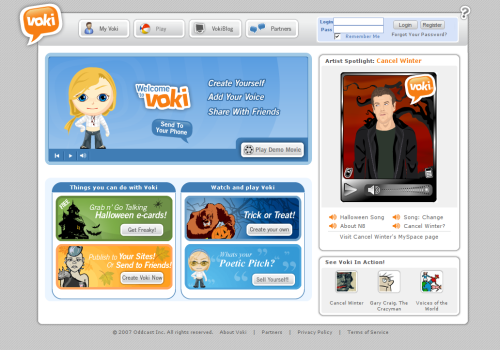 voki
My Voki
Play
VokiBlog
Partners
Login
Pass
Remember Me
Login
Register
Forgot Your Password?
?
Welcome to voki
Create Yourself
Add Your Voice
Share With Friends
Send To Your Phone
Play Demo Movie
Artist Spotlight: Cancel Winter
voki
Halloween Song
Song: Change
About NB
Cancel Winter?
Visit Cancel Winter's MySpace page
Things you can do with Voki
FREE
Grab n' Go Talking
Halloween e-cards!
Get Freaky!
Publish to Your Sites!
Or Send to Friends!
Create Voki Now
Watch and play Voki
Trick or Treat!
Create your own
Whats your
Poetic Pitch?
Sell Yourself!
See Voki In Action!
Cancel Winter
Gary Craig, The Crazyman
Voices of the World
© 2007 Oddcast Inc. All rights reserved. About Voki | Partners | Privacy Policy | Terms of Service